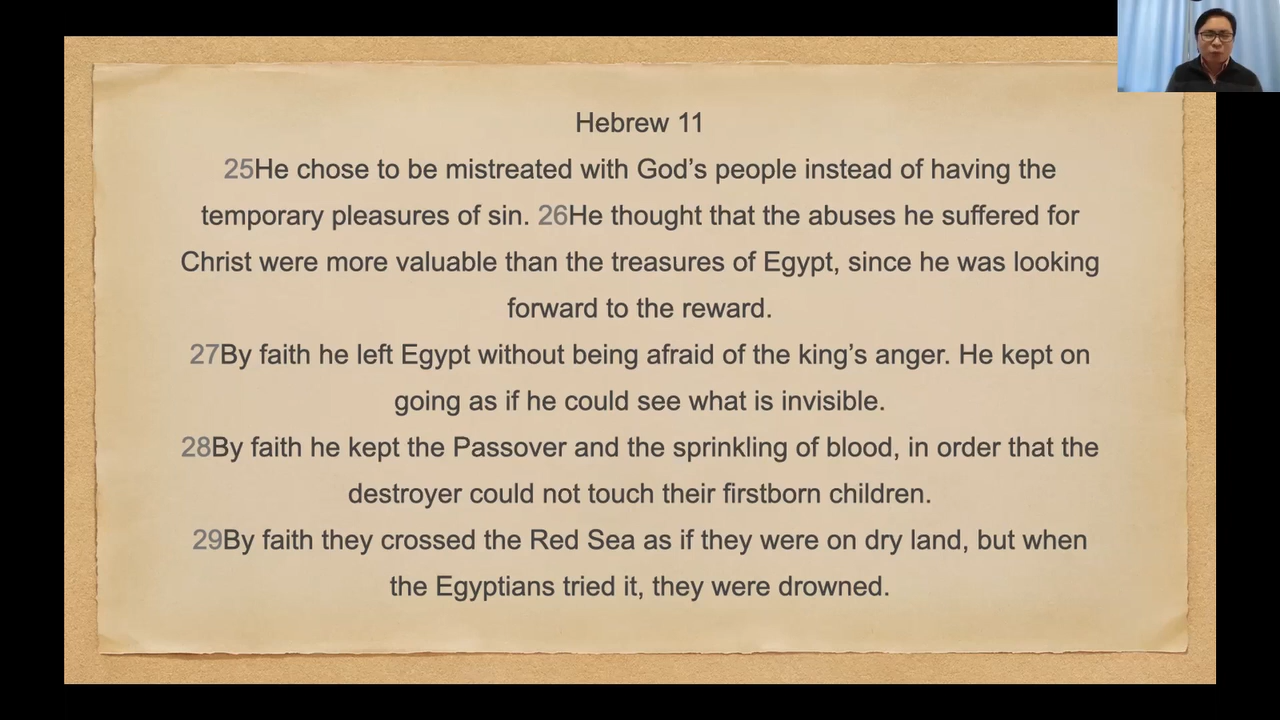 Hebrew 11
25He chose to be mistreated with God’s people instead of having the
temporary pleasures of sin. 26He thought that the abuses he suffered for
Christ were more valuable than the treasures of Egypt, since he was looking
forward to the reward.
27By faith he left Egypt without being afraid of the king’s anger. He kept on
going as if he could see what is invisible.
28By faith he kept the Passover and the sprinkling of blood, in order that the
destroyer could not touch their firstborn children.
29By faith they crossed the Red Sea as if they were on dry land, but when
the Egyptians tried it, they were drowned.